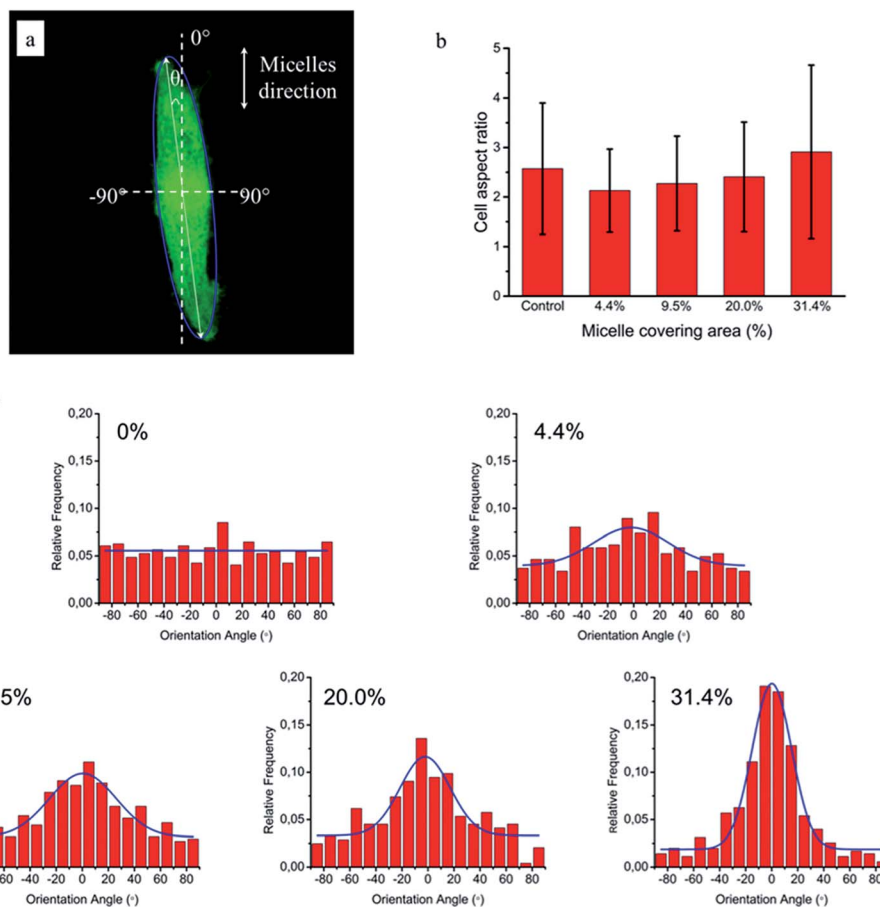 a
0°
θ
Micelles
direction
-90°
90°
b
5
4
3
2
1
0
Cell aspect ratio
Control 4.4% 9.5% 20.0% 31.4%
Micelle covering area (%)
0,20
0,15
0,10
0,05
0,00
Relative Frequency
0%
-80 -60 -40 -20 0 20 40 60 80
Orientation Angle (°)
0,20
0,15
0,10
0,05
0,00
Relative Frequency
4.4%
-80 -60 -40 -20 0 20 40 60 80
Orientation Angle (°)
5%
60 -40 -20 0 20 40 60 80
Orientation Angle (°)
0,20
0,15
0,10
0,05
0,00
Relative Frequency
20.0%
-80 -60 -40 -20 0 20 40 60 80
Orientation Angle (°)
0,20
0,15
0,10
0,05
0,00
Relative Frequency
31.4%
-80 -60 -40 -20 0 20 40 60 80
Orientation Angle (°)